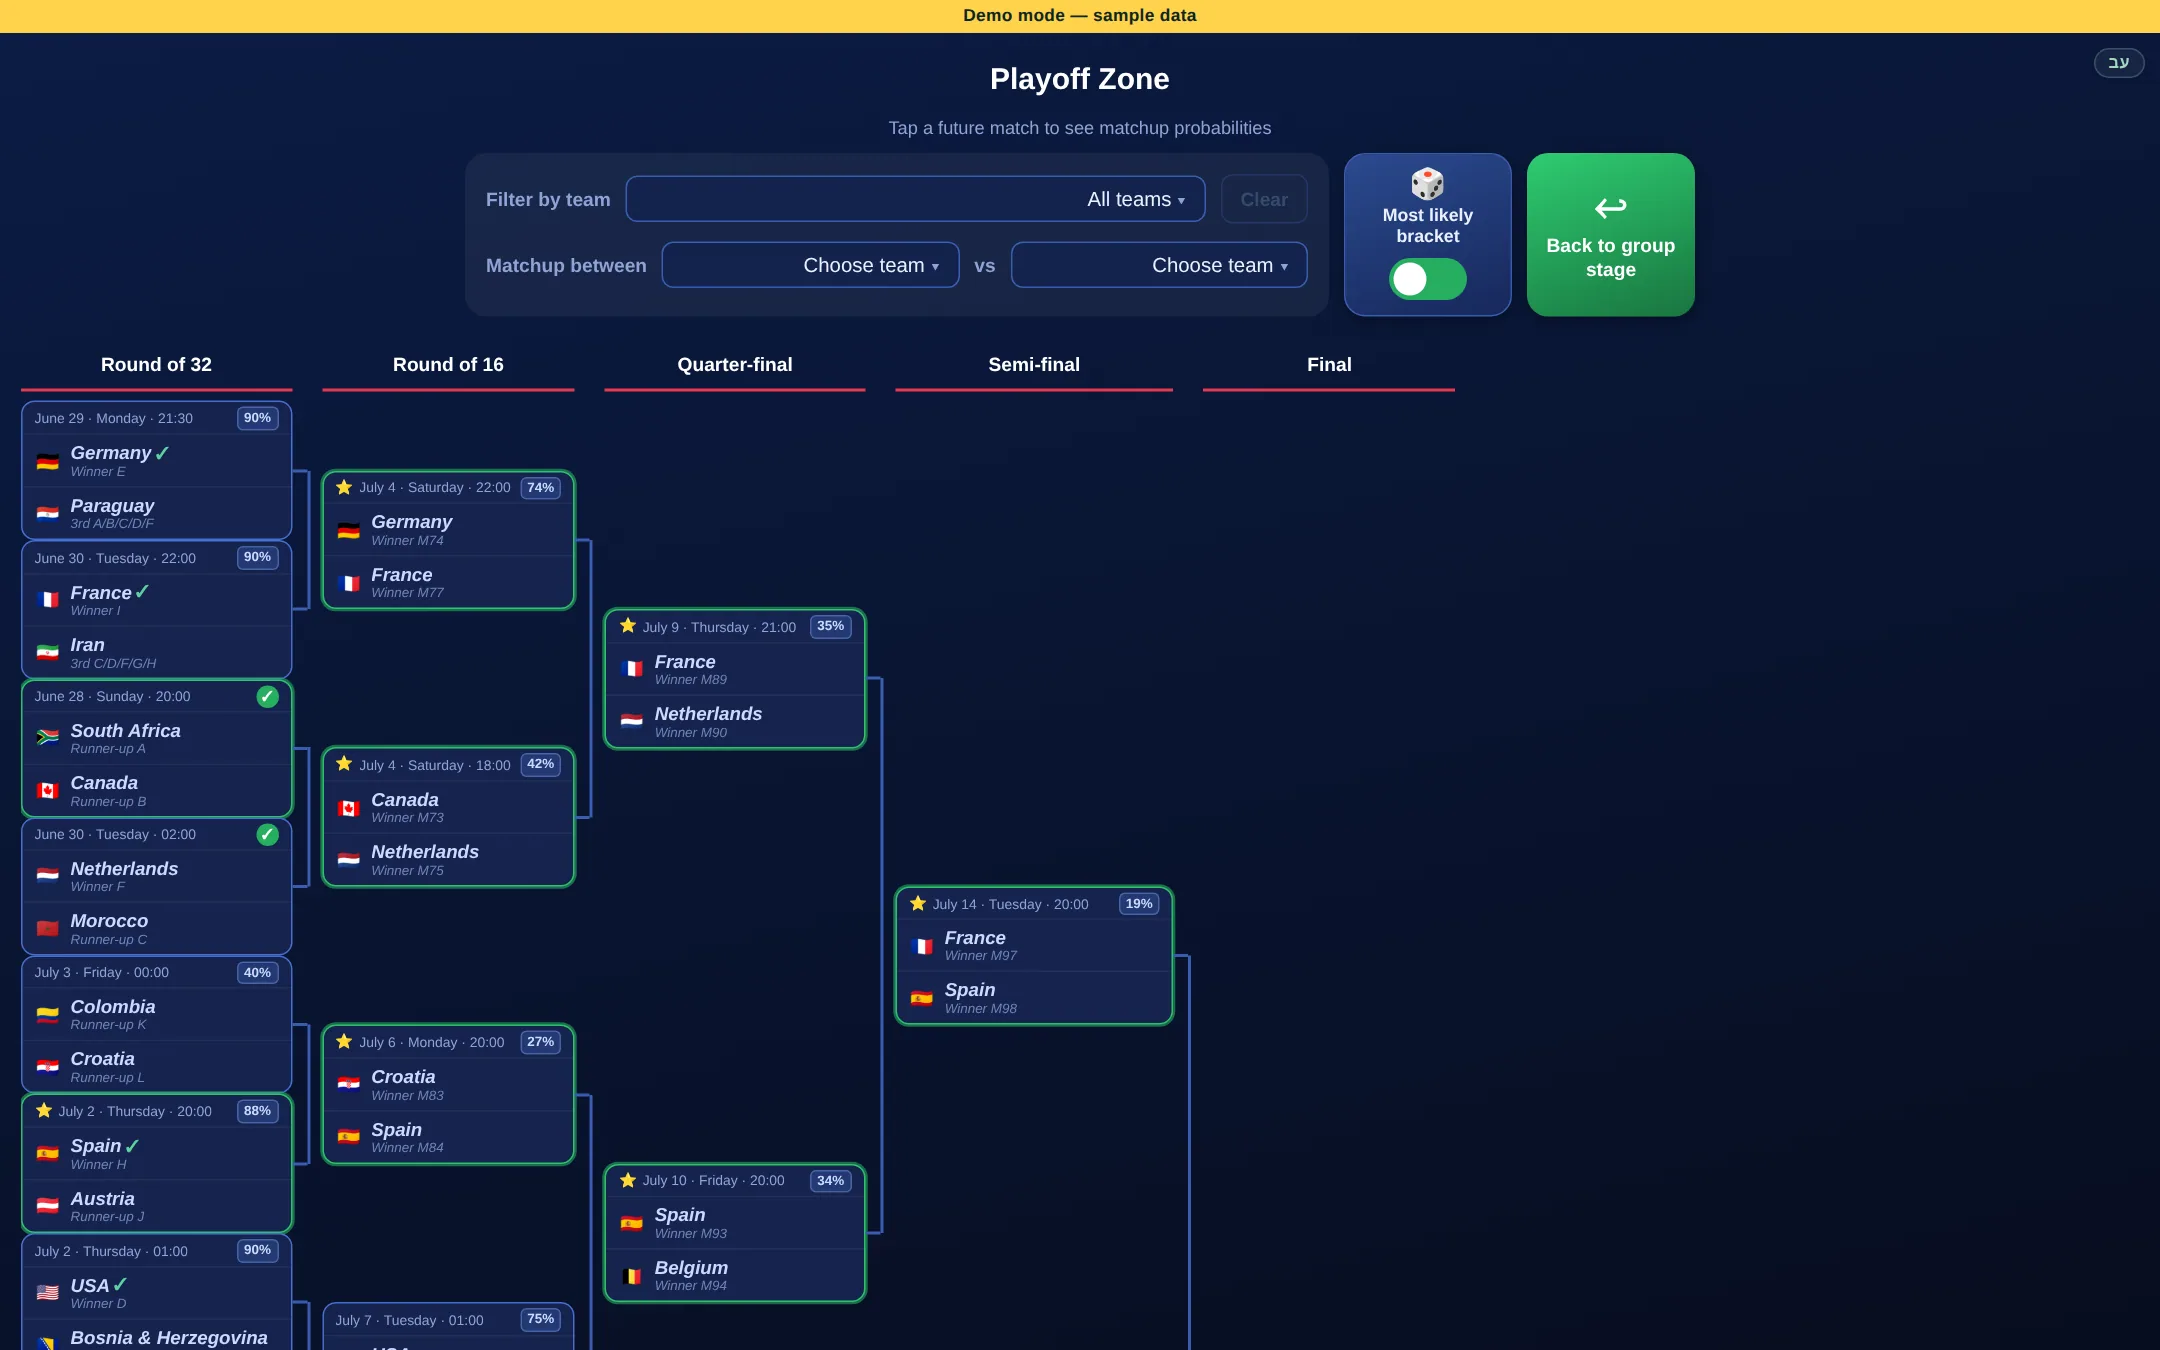 Demo mode — sample data
עב
Playoff Zone
Tap a future match to see matchup probabilities
Filter by team
All teams ▾
Clear
Matchup between
Choose team ▾
vs
Choose team ▾
Most likely
bracket
Back to group
stage
Round of 32
Round of 16
Quarter-final
Semi-final
Final
June 29 · Monday · 21:30
90%
Germany ✓
Winner E
Paraguay
3rd A/B/C/D/F
June 30 · Tuesday · 22:00
90%
France ✓
Winner I
Iran
3rd C/D/F/G/H
June 28 · Sunday · 20:00
✓
South Africa
Runner-up A
Canada
Runner-up B
June 30 · Tuesday · 02:00
✓
Netherlands
Winner F
Morocco
Runner-up C
July 3 · Friday · 00:00
40%
Colombia
Runner-up K
Croatia
Runner-up L
July 2 · Thursday · 20:00
88%
Spain ✓
Winner H
Austria
Runner-up J
July 2 · Thursday · 01:00
90%
USA ✓
Winner D
Bosnia & Herzegovina
July 4 · Saturday · 22:00
74%
Germany
Winner M74
France
Winner M77
July 4 · Saturday · 18:00
42%
Canada
Winner M73
Netherlands
Winner M75
July 6 · Monday · 20:00
27%
Croatia
Winner M83
Spain
Winner M84
July 7 · Tuesday · 01:00
75%
July 9 · Thursday · 21:00
35%
France
Winner M89
Netherlands
Winner M90
July 10 · Friday · 20:00
34%
Spain
Winner M93
Belgium
Winner M94
July 14 · Tuesday · 20:00
19%
France
Winner M97
Spain
Winner M98